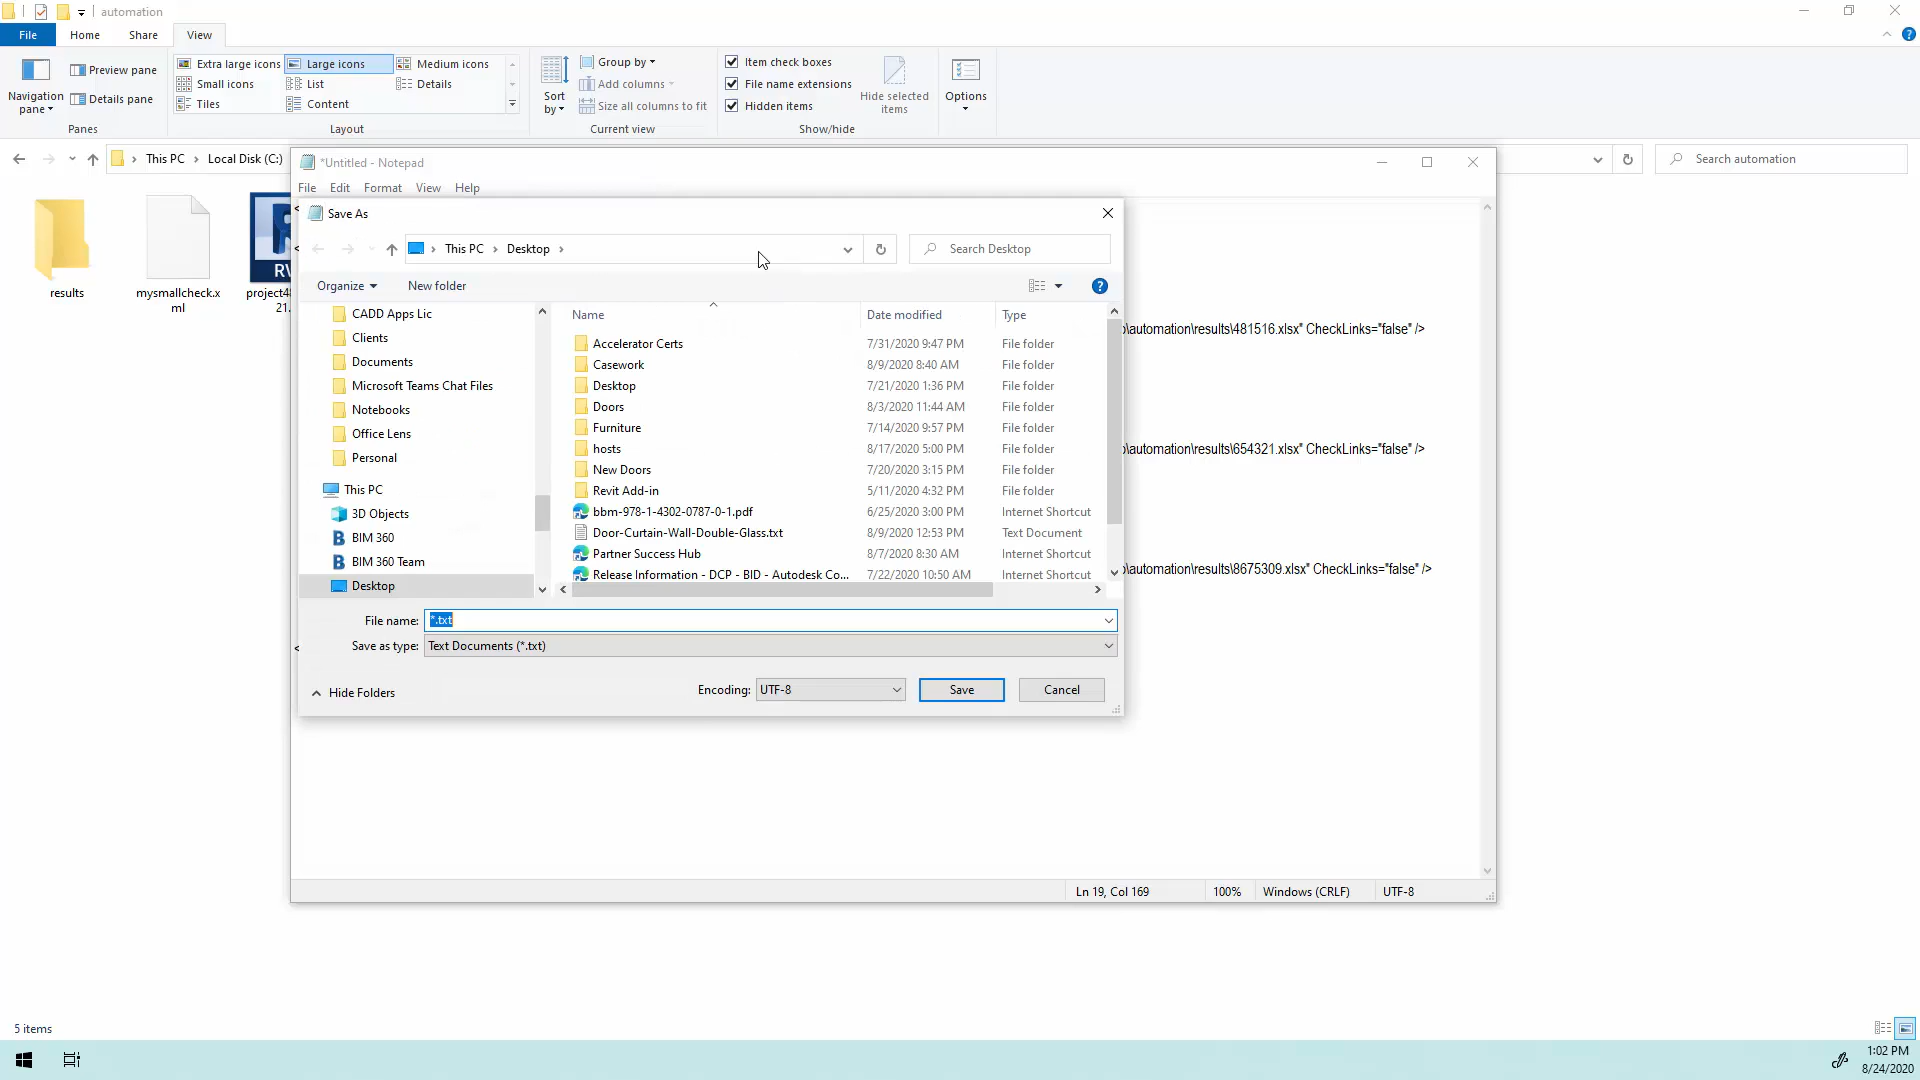 automation
File Home Share View
Navigation pane
Preview pane
Details pane
Panes
Extra large icons Large icons Medium icons
Small icons List Details
Tiles Content
Layout
Sort by
Group by
Add columns
Size all columns to fit
Current view
Item check boxes
File name extensions
Hidden items
Hide selected items
Show/hide
Options
This PC Local Disk (C:)
Search automation
results
mysmallcheck.xml
project4
21.
*Untitled - Notepad
File Edit Format View Help
Save As
This PC Desktop
Search Desktop
Organize New folder
CADD Apps Lic
Clients
Documents
Microsoft Teams Chat Files
Notebooks
Office Lens
Personal
This PC
3D Objects
BIM 360
BIM 360 Team
Desktop
Name Date modified Type
Accelerator Certs 7/31/2020 9:47 PM File folder
Casework 8/9/2020 8:40 AM File folder
Desktop 7/21/2020 1:36 PM File folder
Doors 8/3/2020 11:44 AM File folder
Furniture 7/14/2020 9:57 PM File folder
hosts 8/17/2020 5:00 PM File folder
New Doors 7/20/2020 3:15 PM File folder
Revit Add-in 5/11/2020 4:32 PM File folder
bbm-978-1-4302-0787-0-1.pdf 6/25/2020 3:00 PM Internet Shortcut
Door-Curtain-Wall-Double-Glass.txt 8/9/2020 12:53 PM Text Document
Partner Success Hub 8/7/2020 8:30 AM Internet Shortcut
Release Information - DCP - BID - Autodesk Co... 7/22/2020 10:50 AM Internet Shortcut
File name: *.txt
Save as type: Text Documents (*.txt)
Hide Folders
Encoding: UTF-8
Save Cancel
\automation\results\481516.xlsx" CheckLinks="false" />
\automation\results\654321.xlsx" CheckLinks="false" />
\automation\results\8675309.xlsx" CheckLinks="false" />
Ln 19, Col 169 100% Windows (CRLF) UTF-8
5 items
1:02 PM
8/24/2020